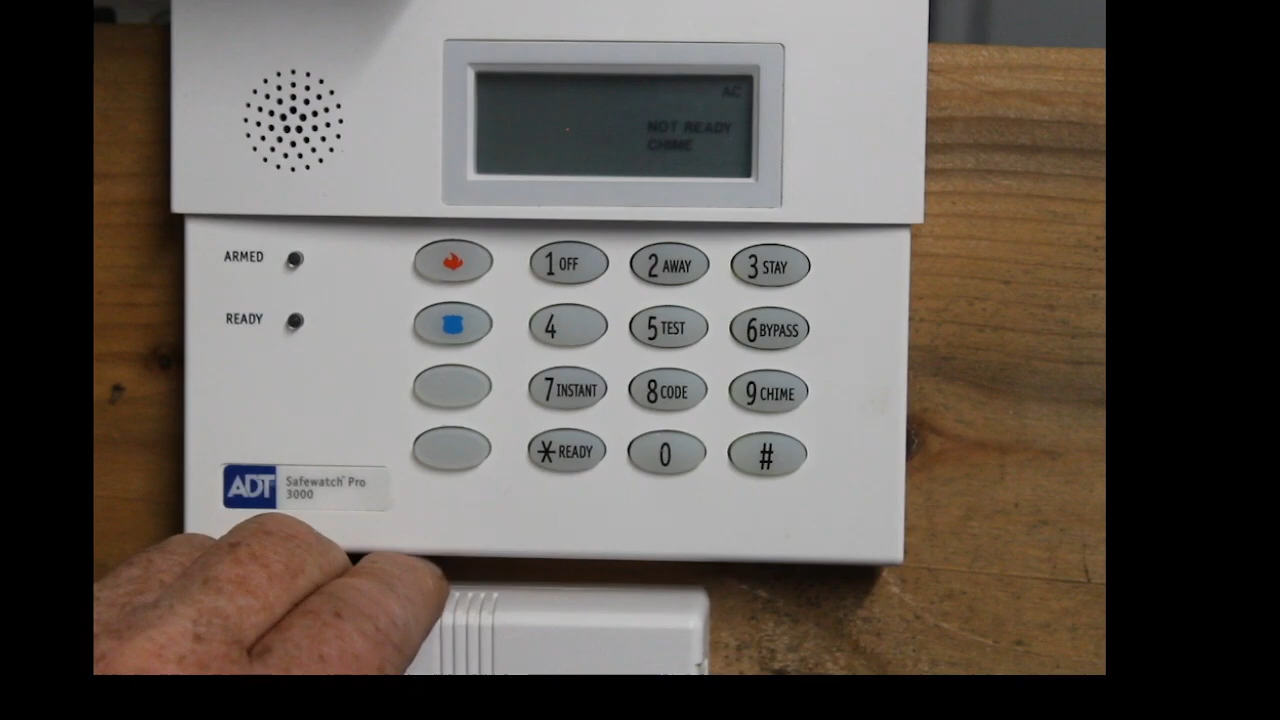 AC
NOT READY
CHIME
ARMED
READY
1 OFF
2 AWAY
3 STAY
4
5 TEST
6 BYPASS
7 INSTANT
8 CODE
9 CHIME
* READY
0
#
ADT
Safewatch® Pro
3000